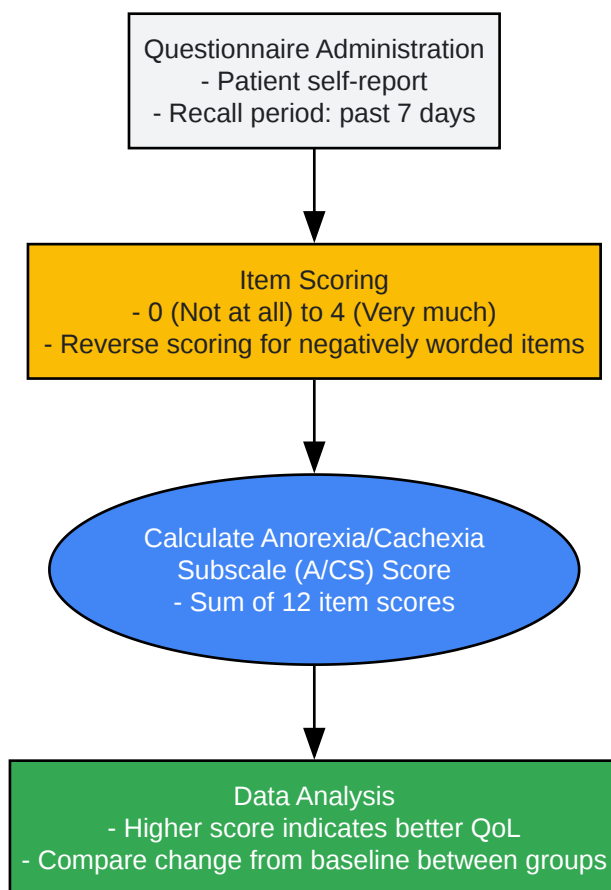 Questionnaire Administration
- Patient self-report
- Recall period: past 7 days
Item Scoring
- 0 (Not at all) to 4 (Very much)
- Reverse scoring for negatively worded items
Calculate Anorexia/Cachexia
Subscale (A/CS) Score
- Sum of 12 item scores
Data Analysis
- Higher score indicates better QoL
- Compare change from baseline between groups